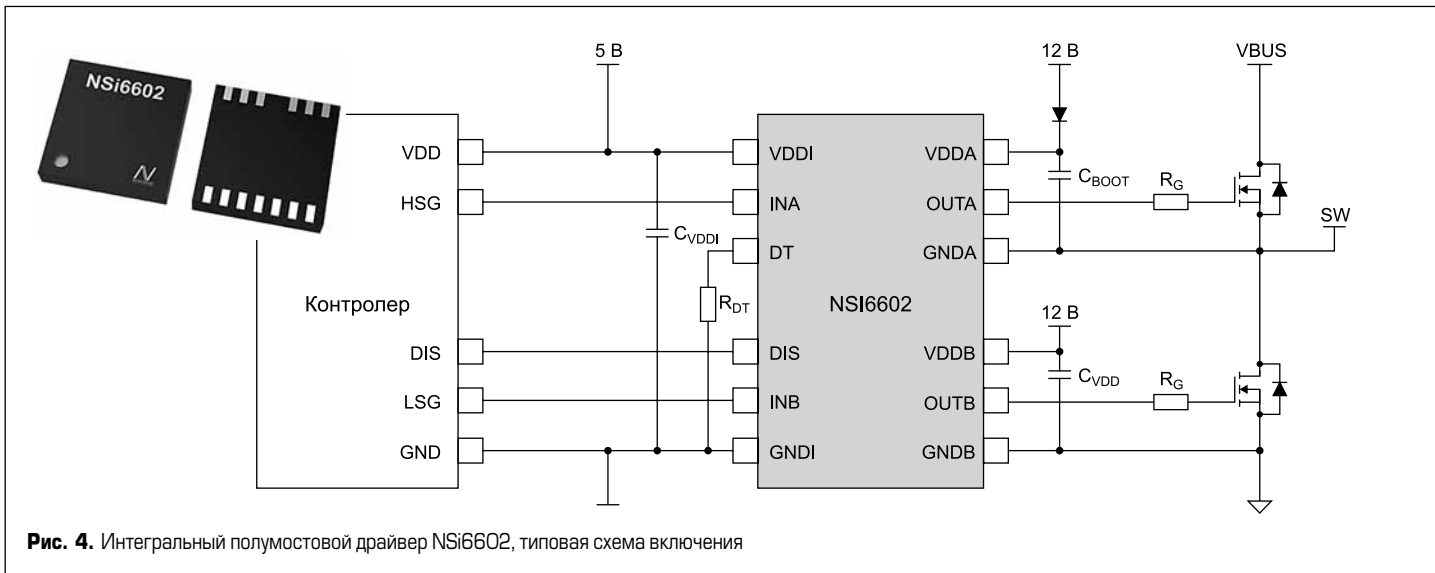 NSi6602
N
5 В
12 В
VBUS
VDD
VDDI
VDDA
C_BOOT
HSG
INA
OUTA
R_G
C_VDDI
SW
DT
GNDA
R_DT
Контролер
NSI6602
12 В
DIS
DIS
VDDB
C_VDD
R_G
LSG
INB
OUTB
GND
GNDI
GNDB
Рис. 4. Интегральный полумостовой драйвер NSi6602, типовая схема включения